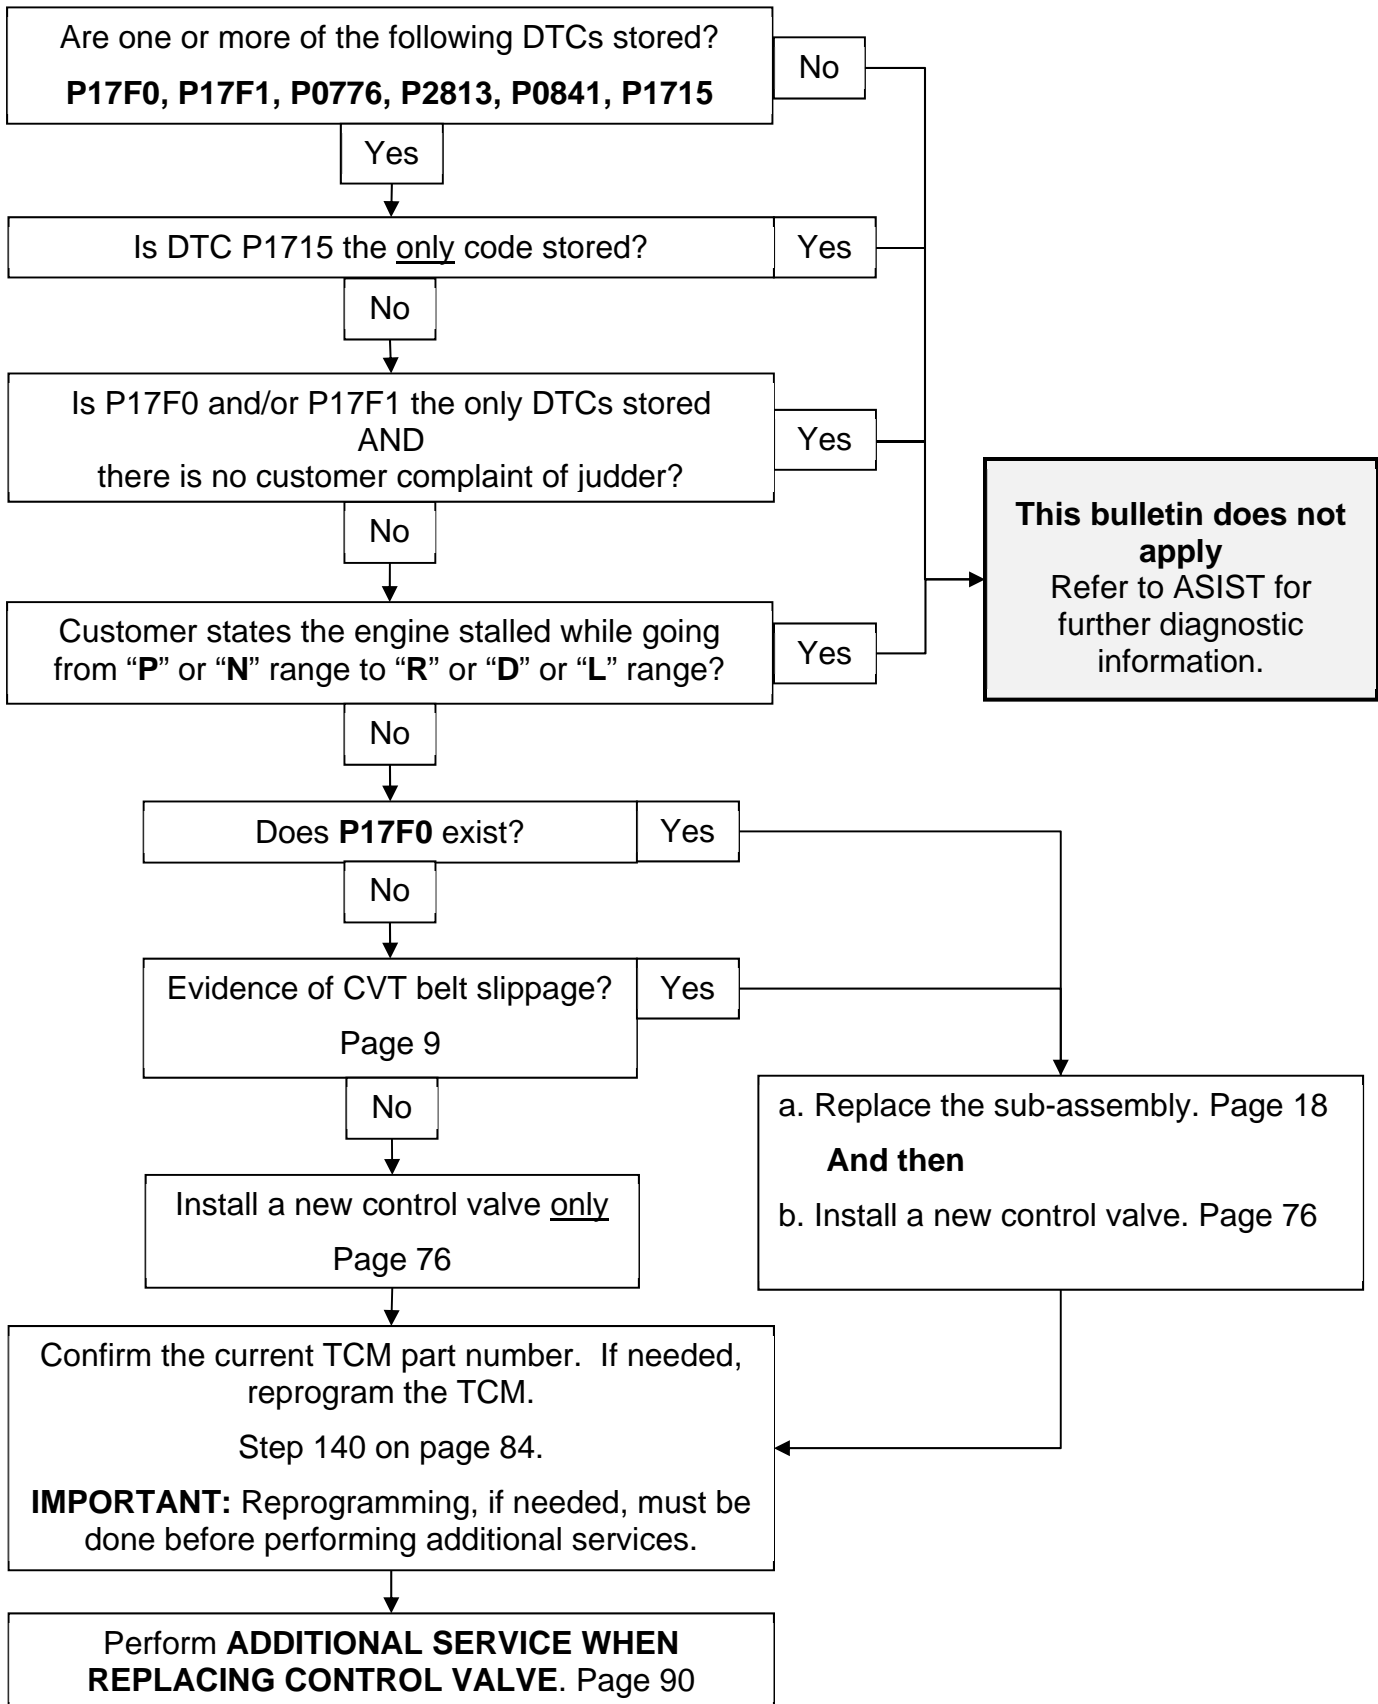 Are one or more of the following DTCs stored?
P17F0, P17F1, P0776, P2813, P0841, P1715
No
Yes
Is DTC P1715 the only code stored?
Yes
No
Is P17F0 and/or P17F1 the only DTCs stored
AND
there is no customer complaint of judder?
Yes
No
This bulletin does not
apply
Refer to ASIST for
further diagnostic
information.
Customer states the engine stalled while going
from “P” or “N” range to “R” or “D” or “L” range?
Yes
No
Does P17F0 exist?
Yes
No
Evidence of CVT belt slippage?
Page 9
Yes
No
a. Replace the sub-assembly. Page 18
And then
b. Install a new control valve. Page 76
Install a new control valve only
Page 76
Confirm the current TCM part number.  If needed,
reprogram the TCM.
Step 140 on page 84.
IMPORTANT: Reprogramming, if needed, must be
done before performing additional services.
Perform ADDITIONAL SERVICE WHEN
REPLACING CONTROL VALVE. Page 90